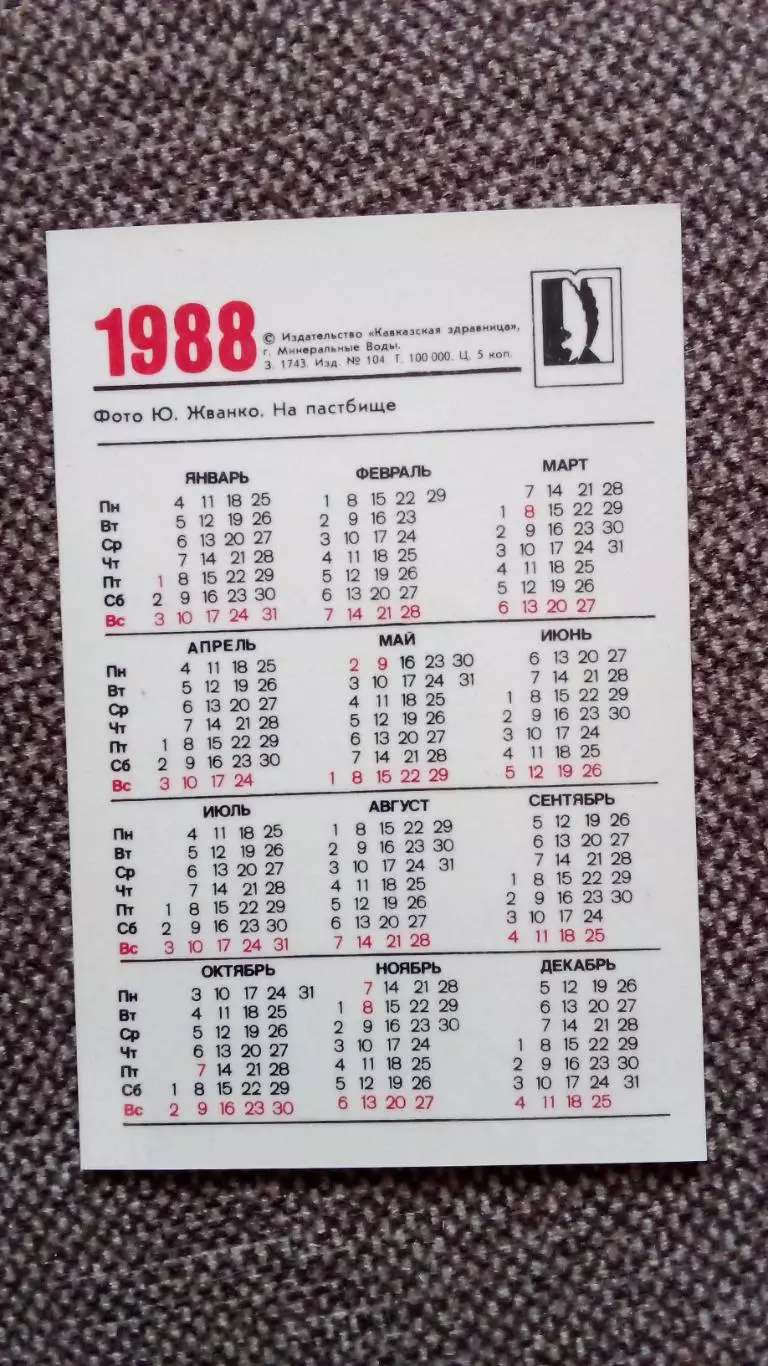 1988
© Издательство «Кавказская здравница»,
г. Минеральные Воды.
З. 1743. Изд. № 104. Т. 100 000. Ц. 5 коп.
Фото Ю. Жванко. На пастбище
ЯНВАРЬ ФЕВРАЛЬ МАРТ
Пн 4 11 18 25 1 8 15 22 29 7 14 21 28
Вт 5 12 19 26 2 9 16 23 1 8 15 22 29
Ср 6 13 20 27 3 10 17 24 2 9 16 23 30
Чт 7 14 21 28 4 11 18 25 3 10 17 24 31
Пт 1 8 15 22 29 5 12 19 26 4 11 18 25
Сб 2 9 16 23 30 6 13 20 27 5 12 19 26
Вс 3 10 17 24 31 7 14 21 28 6 13 20 27
АПРЕЛЬ МАЙ ИЮНЬ
Пн 4 11 18 25 2 9 16 23 30 6 13 20 27
Вт 5 12 19 26 3 10 17 24 31 7 14 21 28
Ср 6 13 20 27 4 11 18 25 1 8 15 22 29
Чт 7 14 21 28 5 12 19 26 2 9 16 23 30
Пт 1 8 15 22 29 6 13 20 27 3 10 17 24
Сб 2 9 16 23 30 7 14 21 28 4 11 18 25
Вс 3 10 17 24 1 8 15 22 29 5 12 19 26
ИЮЛЬ АВГУСТ СЕНТЯБРЬ
Пн 4 11 18 25 1 8 15 22 29 5 12 19 26
Вт 5 12 19 26 2 9 16 23 30 6 13 20 27
Ср 6 13 20 27 3 10 17 24 31 7 14 21 28
Чт 7 14 21 28 4 11 18 25 1 8 15 22 29
Пт 1 8 15 22 29 5 12 19 26 2 9 16 23 30
Сб 2 9 16 23 30 6 13 20 27 3 10 17 24
Вс 3 10 17 24 31 7 14 21 28 4 11 18 25
ОКТЯБРЬ НОЯБРЬ ДЕКАБРЬ
Пн 3 10 17 24 31 7 14 21 28 5 12 19 26
Вт 4 11 18 25 1 8 15 22 29 6 13 20 27
Ср 5 12 19 26 2 9 16 23 30 7 14 21 28
Чт 6 13 20 27 3 10 17 24 1 8 15 22 29
Пт 7 14 21 28 4 11 18 25 2 9 16 23 30
Сб 1 8 15 22 29 5 12 19 26 3 10 17 24 31
Вс 2 9 16 23 30 6 13 20 27 4 11 18 25